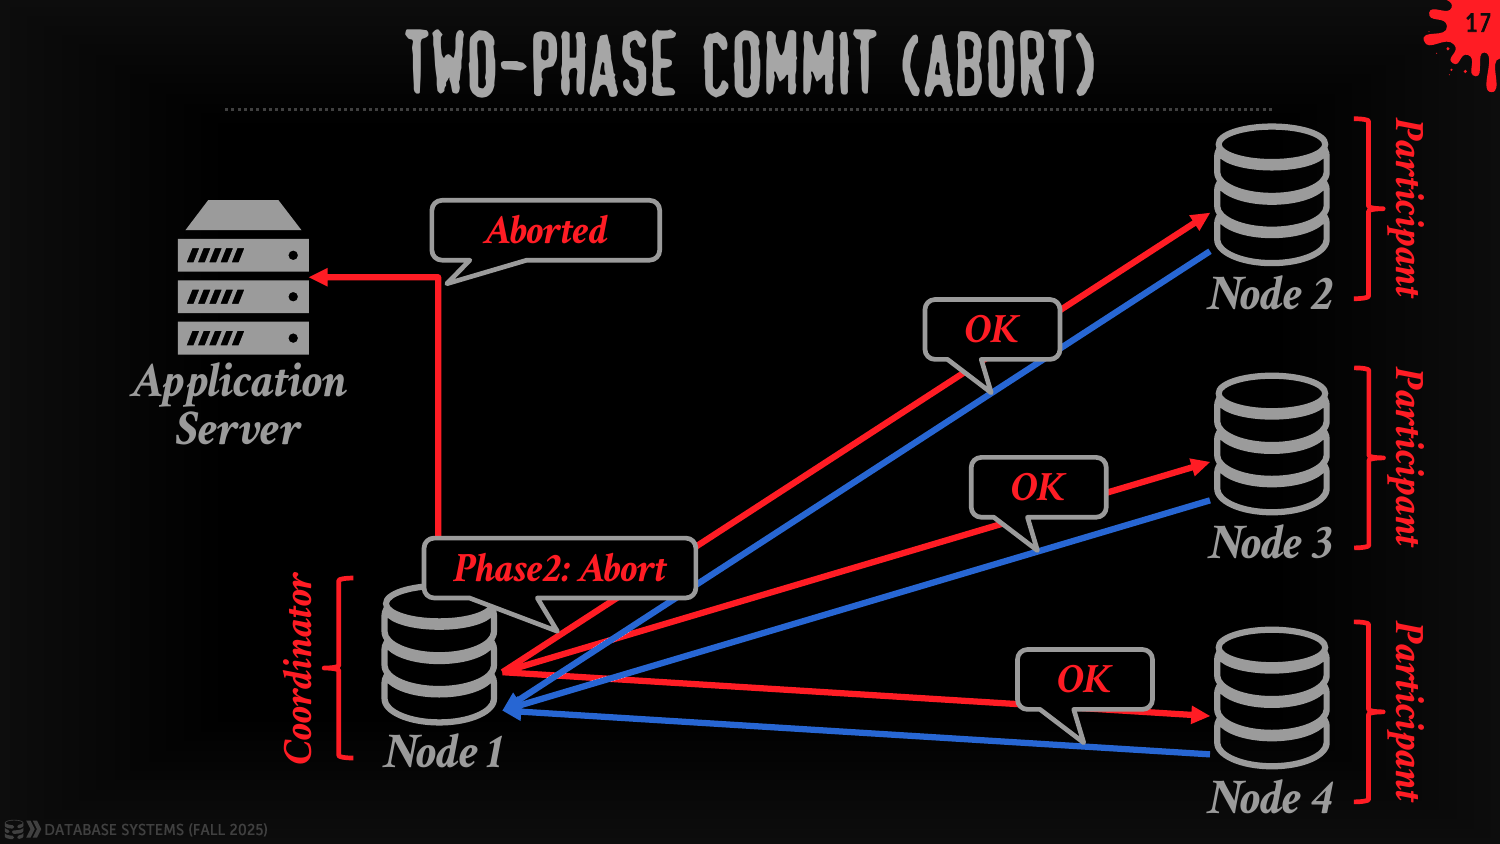 17
TWO-PHASE COMMIT (ABORT)
Aborted
Application
Server
OK
Node 2
Participant
OK
Node 3
Participant
Phase2: Abort
Coordinator
Node 1
OK
Node 4
Participant
DATABASE SYSTEMS (FALL 2025)